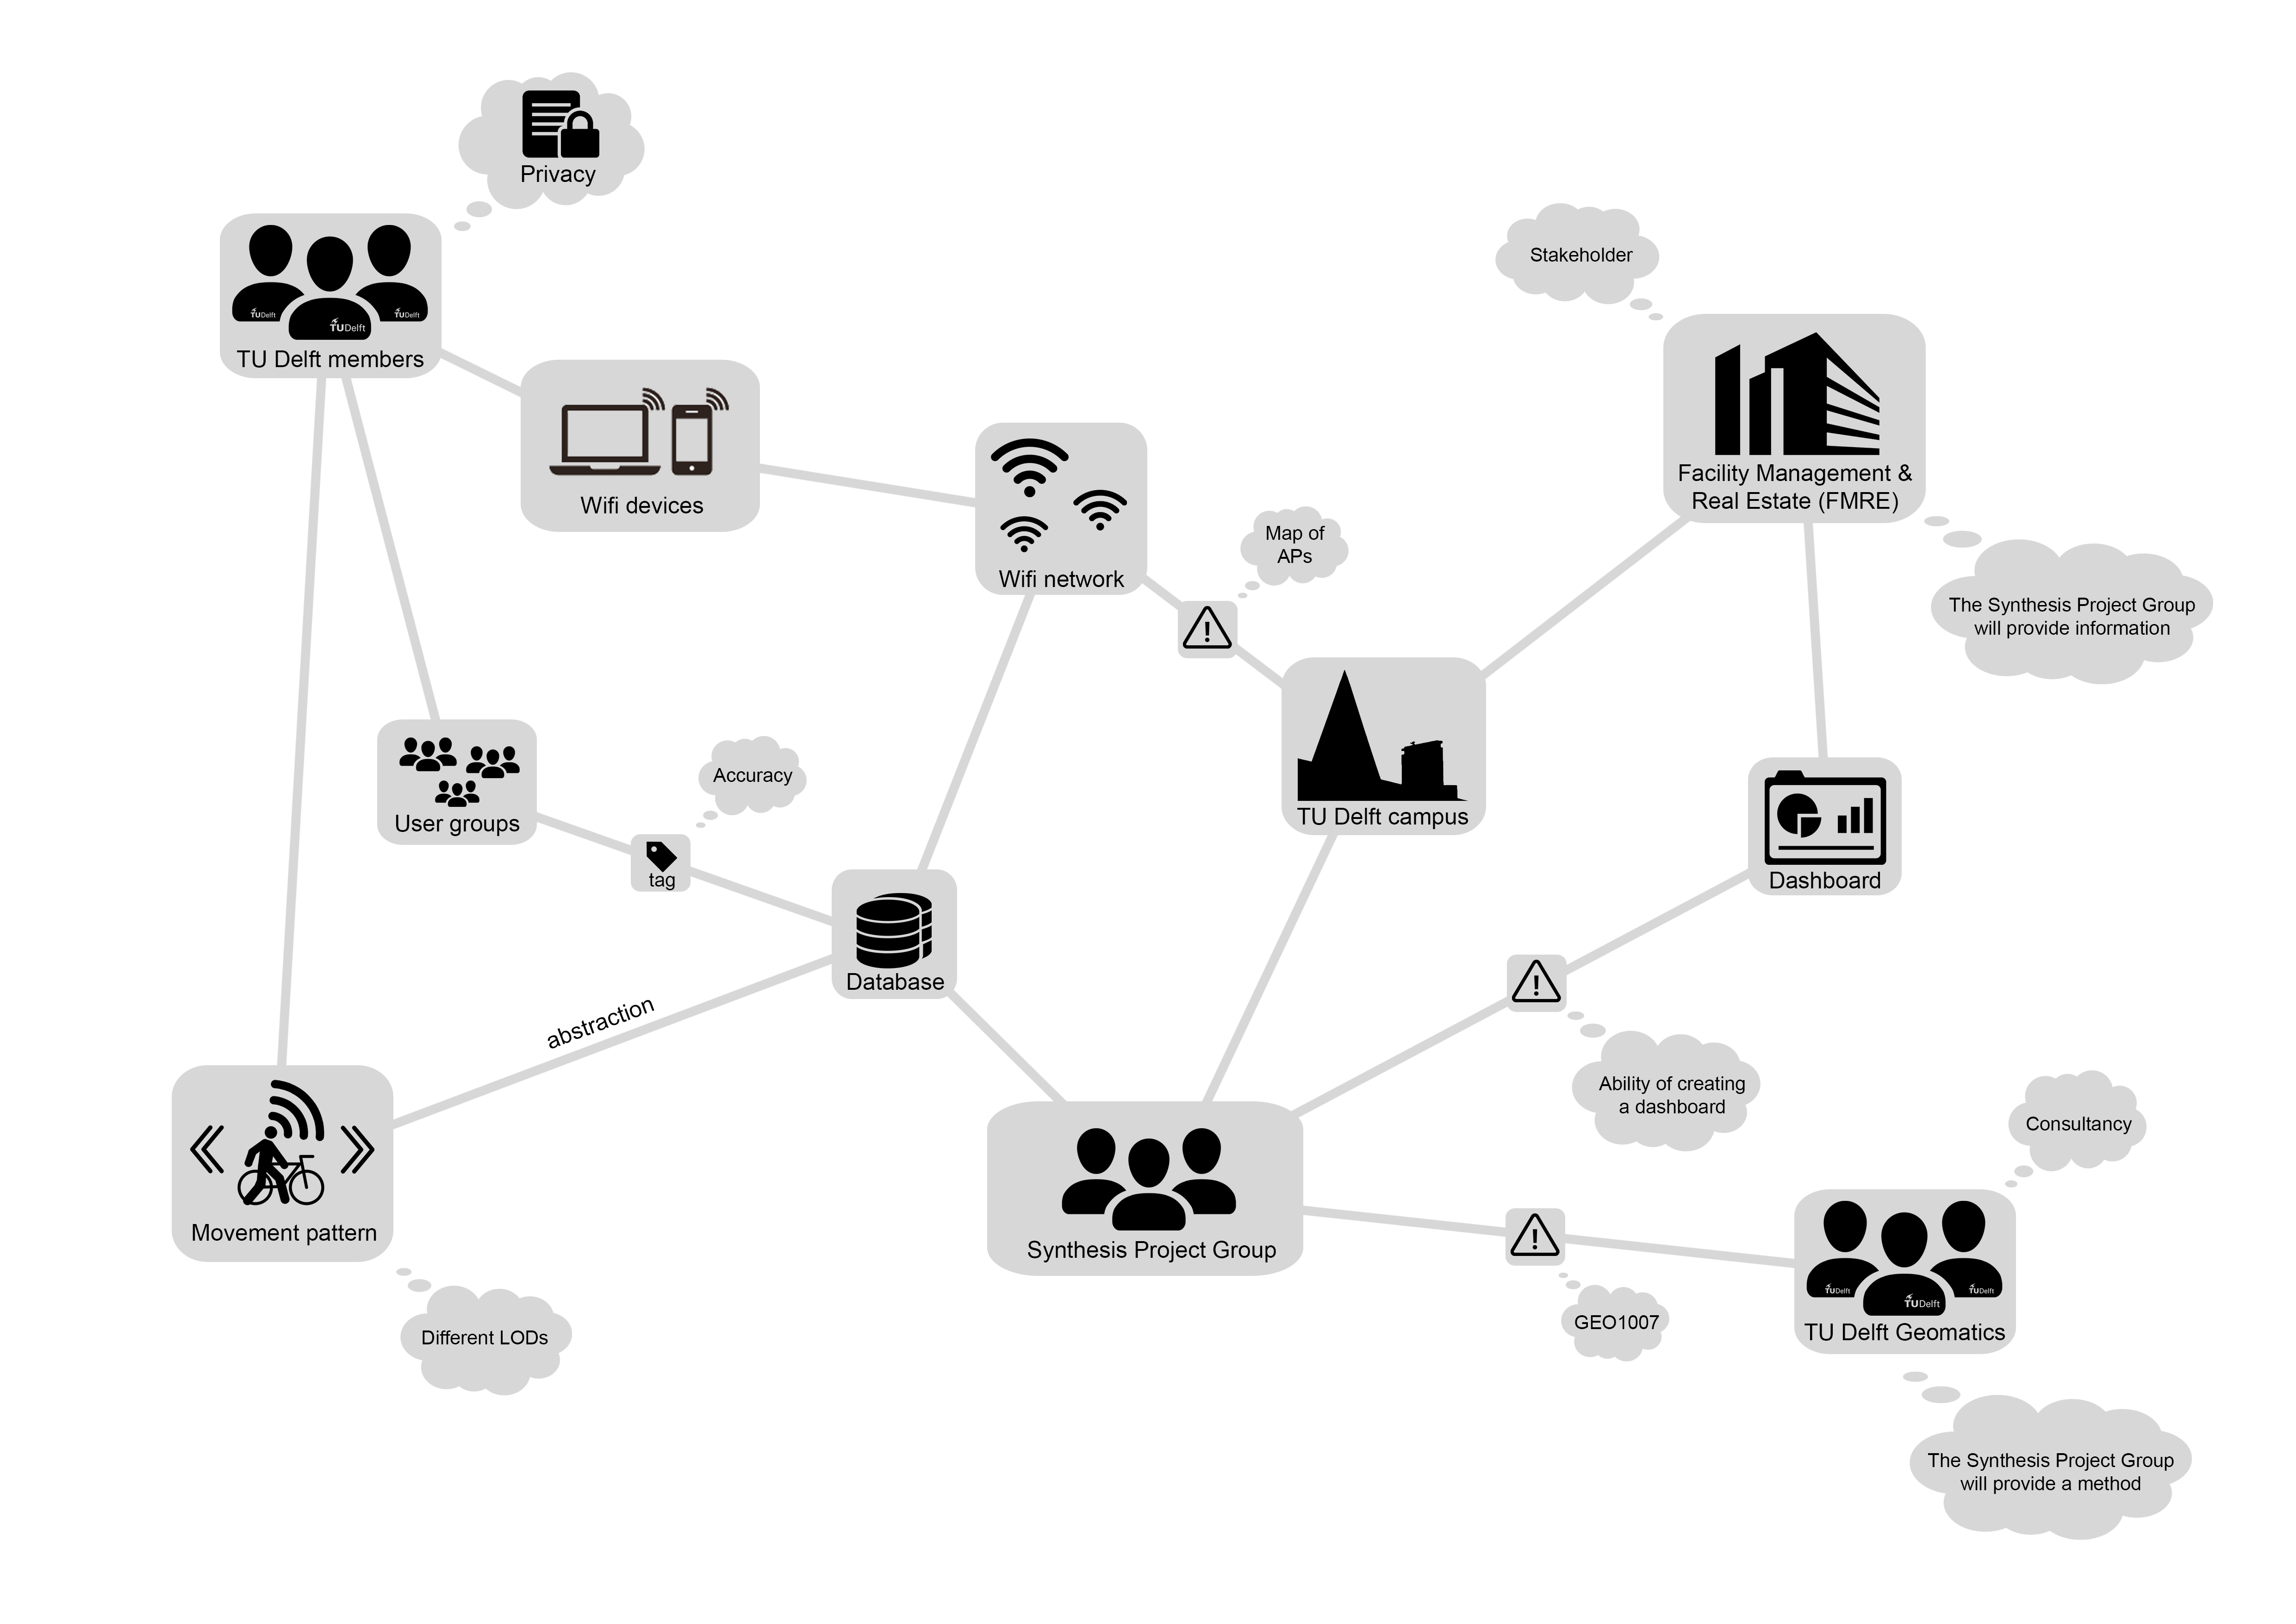 Privacy
TUDelft
TUDelft
TUDelft
TU Delft members
Stakeholder
Wifi devices
Facility Management &
Real Estate (FMRE)
Wifi network
Map of
APs
The Synthesis Project Group
will provide information
User groups
Accuracy
tag
TU Delft campus
Dashboard
Database
abstraction
Ability of creating
a dashboard
Movement pattern
Synthesis Project Group
Consultancy
TUDelft
TUDelft
TUDelft
TU Delft Geomatics
GEO1007
Different LODs
The Synthesis Project Group
will provide a method